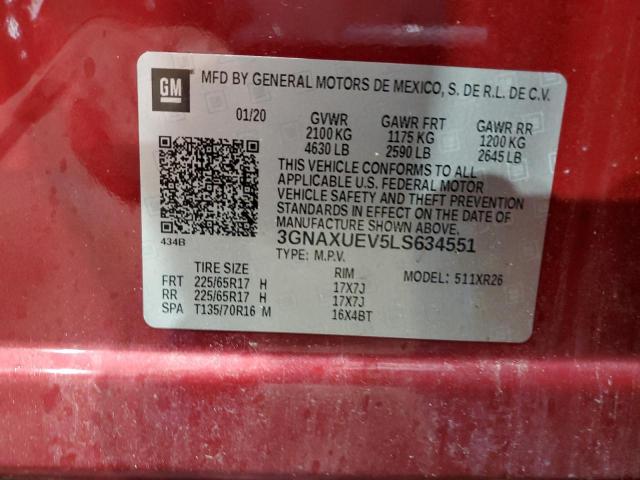 GM
MFD BY GENERAL MOTORS DE MEXICO, S. DE R.L. DE C.V.
01/20 GVWR GAWR FRT GAWR RR
2100 KG 1175 KG 1200 KG
4630 LB 2590 LB 2645 LB
THIS VEHICLE CONFORMS TO ALL
APPLICABLE U.S. FEDERAL MOTOR
VEHICLE SAFETY AND THEFT PREVENTION
STANDARDS IN EFFECT ON THE DATE OF
MANUFACTURE SHOWN ABOVE.
434B
3GNAXUEV5LS634551
TYPE: M.P.V.
TIRE SIZE RIM MODEL: 511XR26
FRT 225/65R17 H 17X7J
RR 225/65R17 H 17X7J
SPA T135/70R16 M 16X4BT